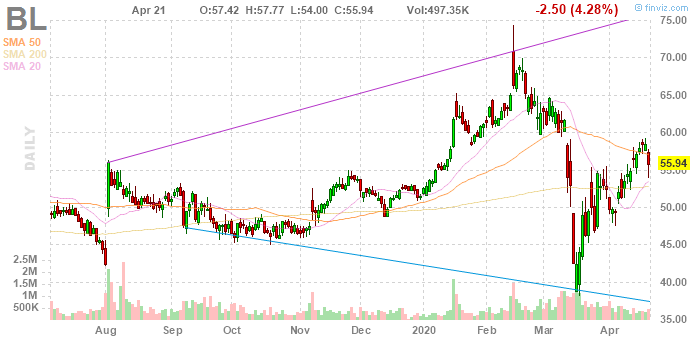 BL Apr 21 O:57.42 H:57.77 L:54.00 C:55.94 Vol:497.35K -2.50 (4.28%) © finviz.com
SMA 50
SMA 200
SMA 20
DAILY
75.00
70.00
65.00
60.00
55.94
55.00
50.00
45.00
40.00
35.00
2.5M
2M
1.5M
1M
500K
Aug Sep Oct Nov Dec 2020 Feb Mar Apr